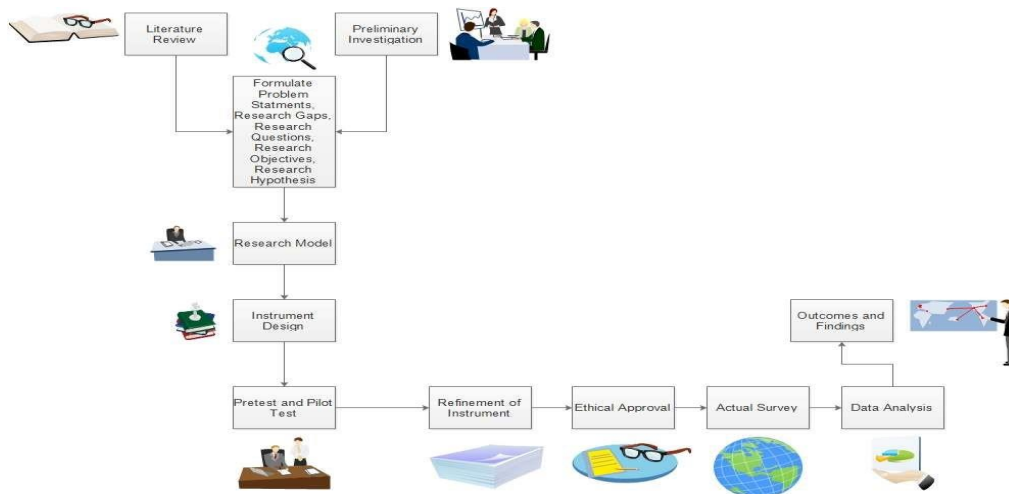 Literature
Review
Preliminary
Investigation
Formulate
Problem
Statments,
Research Gaps,
Research
Questions,
Research
Objectives,
Research
Hypothesis
Research Model
Instrument
Design
Outcomes and
Findings
Pretest and Pilot
Test
Refinement of
Instrument
Ethical Approval
Actual Survey
Data Analysis